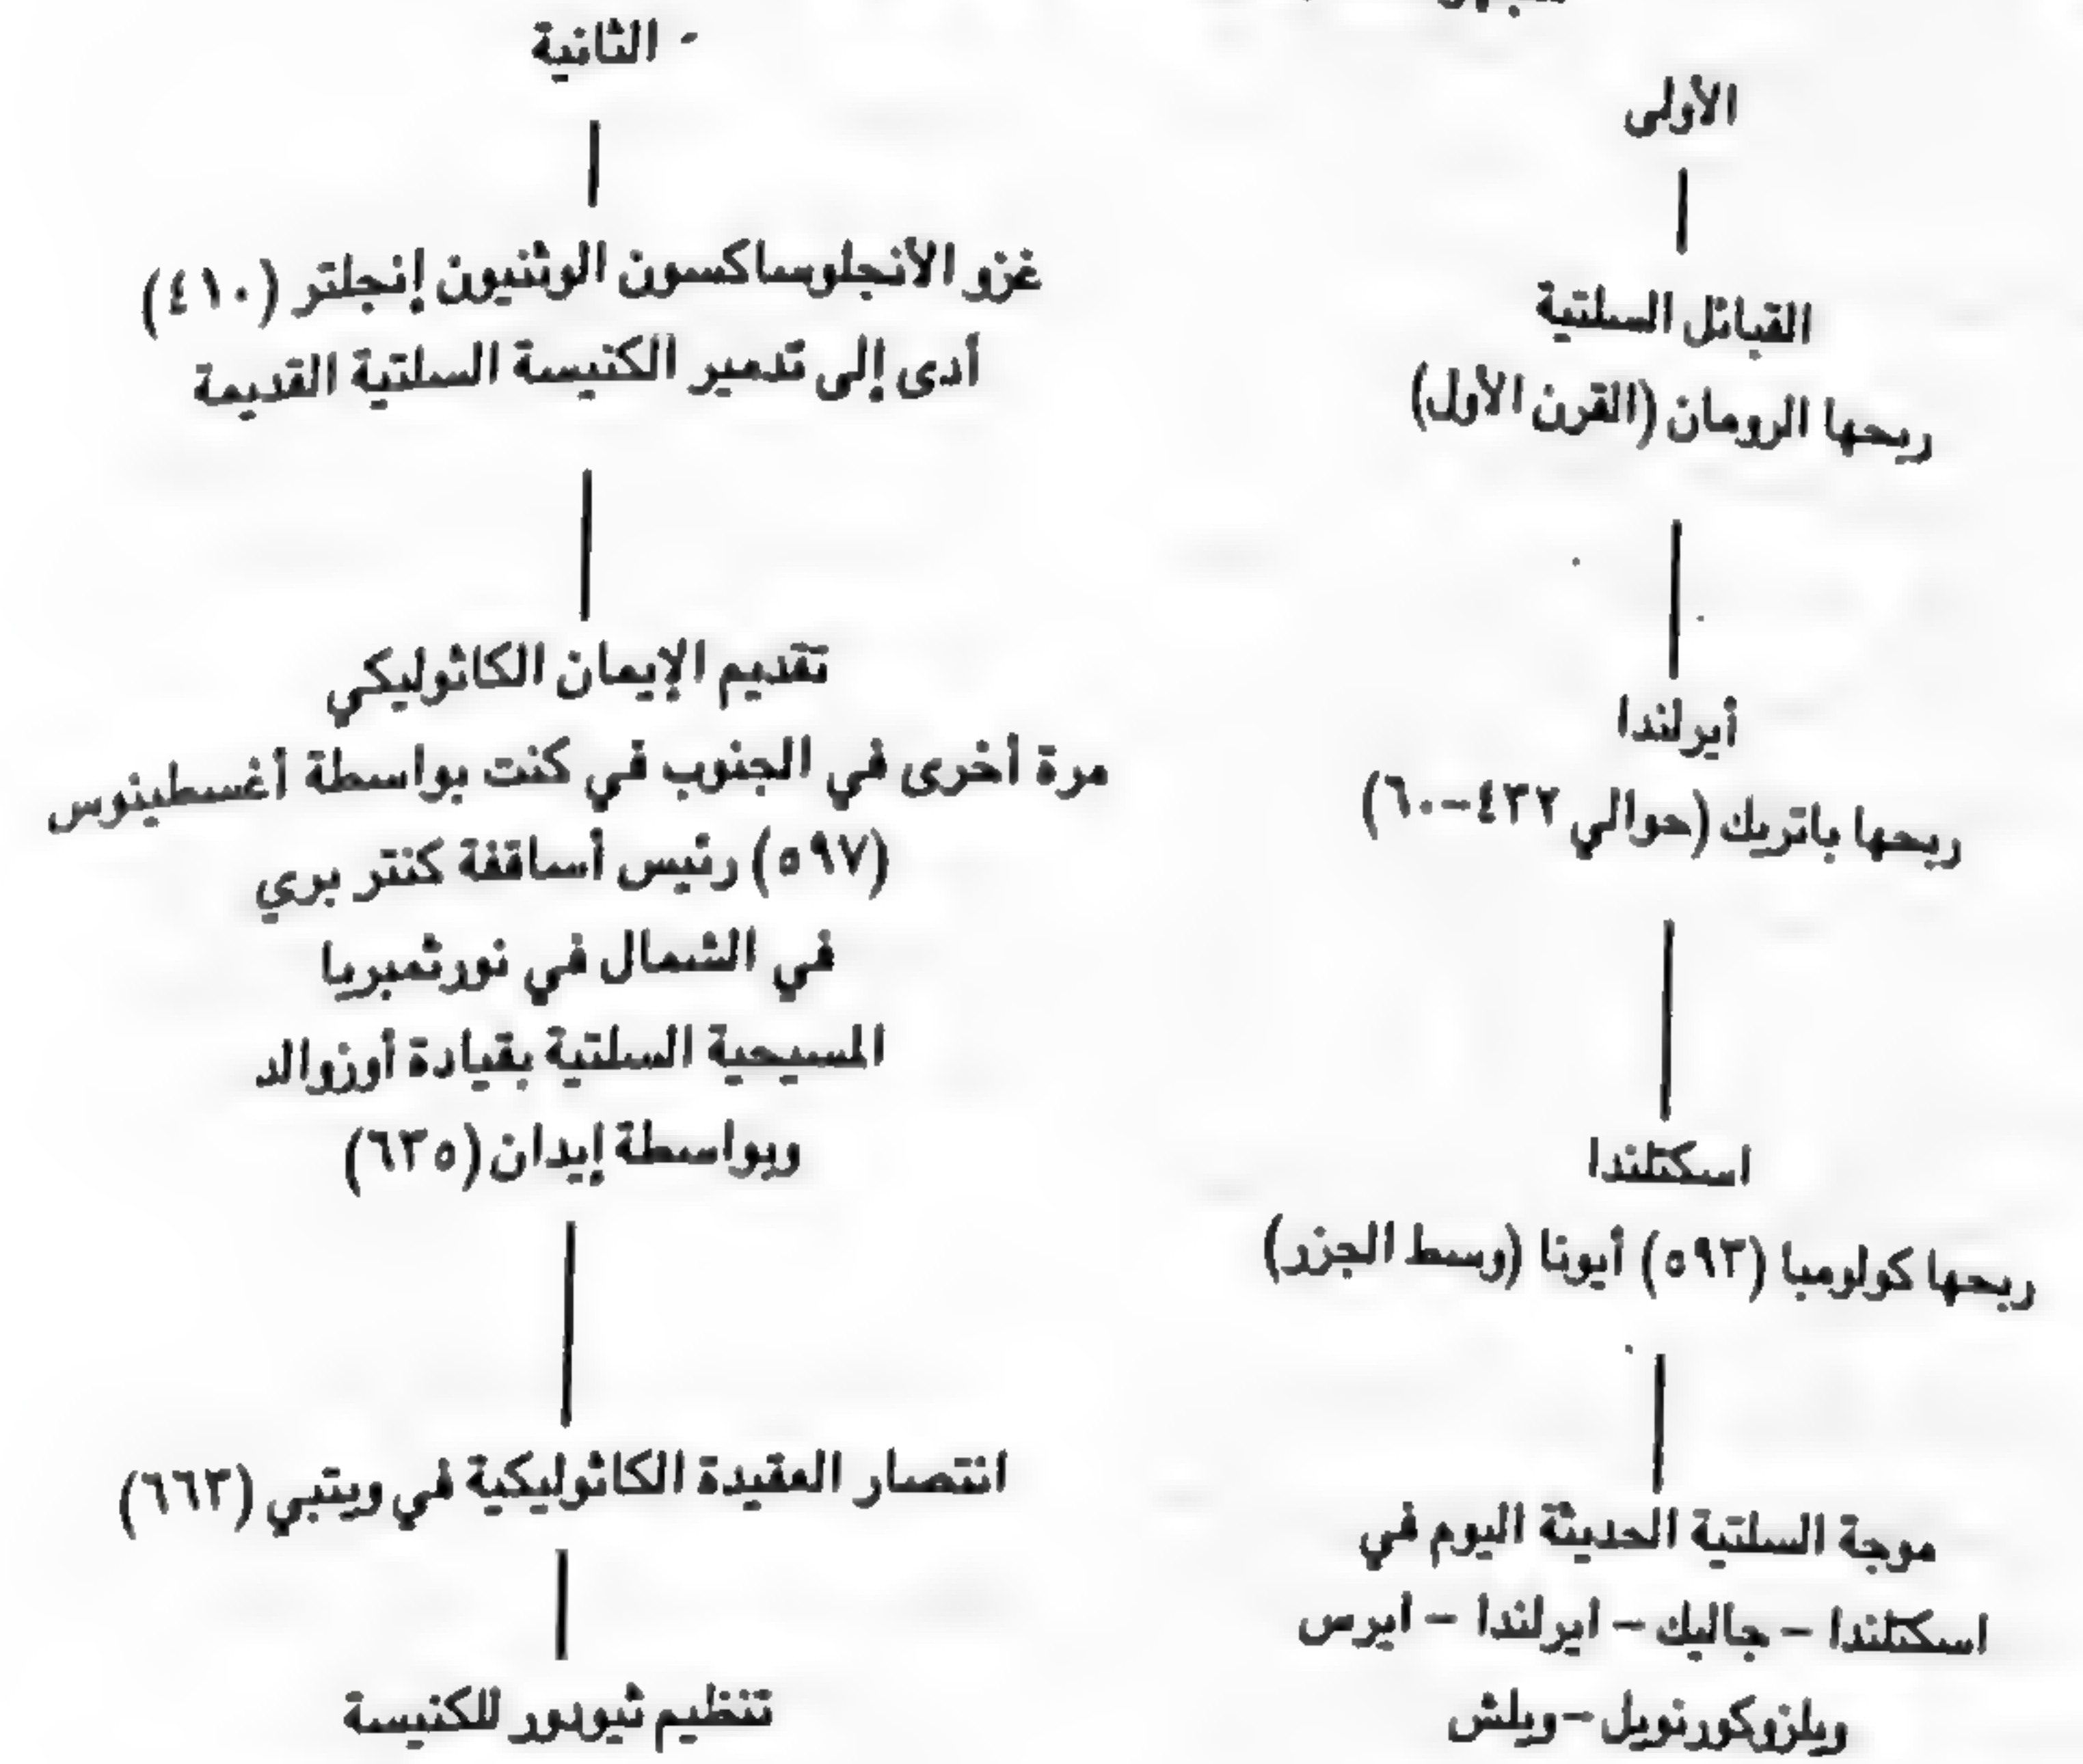 الأولى
القبائل السلتية
ربحها الرومان (القرن الأول)
أيرلندا
ربحها باتريك (حوالي ٤٣٢-٦٠)
اسكتلندا
ربحها كولومبا (٥٩٣) أيونا (وسط الجزر)
موجة السلتية الحديثة اليوم في
اسكتلندا - جاليك - ايرلندا - ايرس
ويلزوكورنويل - ويلش
- الثانية
غزو الأنجلوساكسون الوثنيون إنجلتر (٤١٠)
أدى إلى تدمير الكنيسة السلتية القديمة
تقديم الإيمان الكاثوليكي
مرة أخرى في الجنوب في كنت بواسطة أغسطينوس
(٥٩٧) رئيس أساقفة كنتر بري
في الشمال في نورثمبريا
المسيحية السلتية بقيادة أوزوالد
وبواسطة إيدان (٦٣٥)
انتصار العقيدة الكاثوليكية في ويتبي (٦٦٣)
تنظيم ثيودور للكنيسة